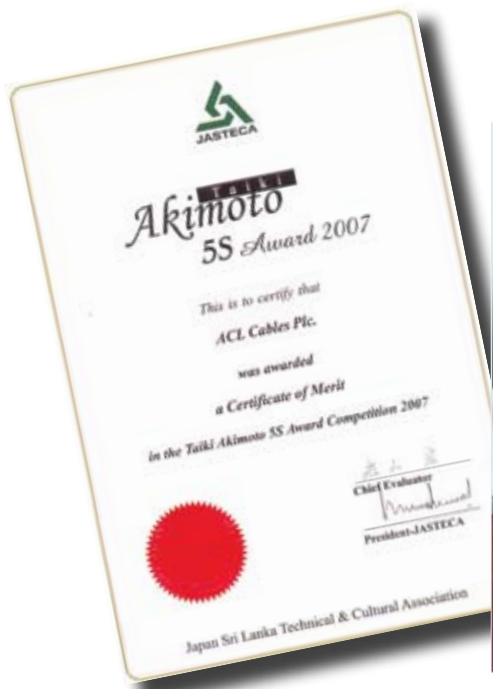 JASTECA
Taiki
Akimoto
5S Award 2007
This is to certify that
ACL Cables Plc.
was awarded
a Certificate of Merit
in the Taiki Akimoto 5S Award Competition 2007
Chief Evaluator
President-JASTECA
Japan Sri Lanka Technical & Cultural Association